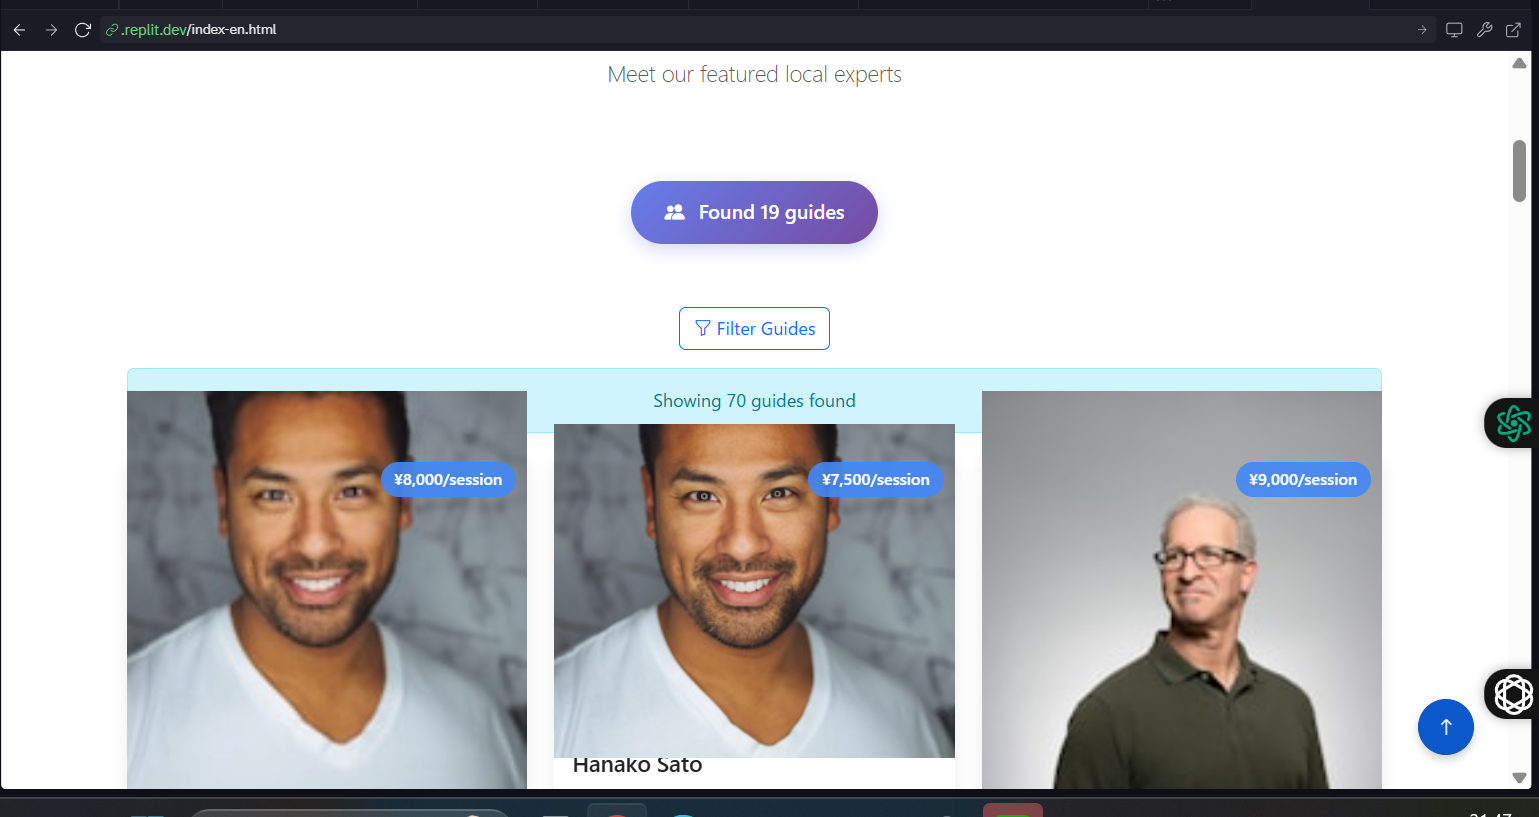 .replit.dev/index-en.html
Meet our featured local experts
Found 19 guides
Filter Guides
Showing 70 guides found
¥8,000/session
¥7,500/session
¥9,000/session
Hanako Sato